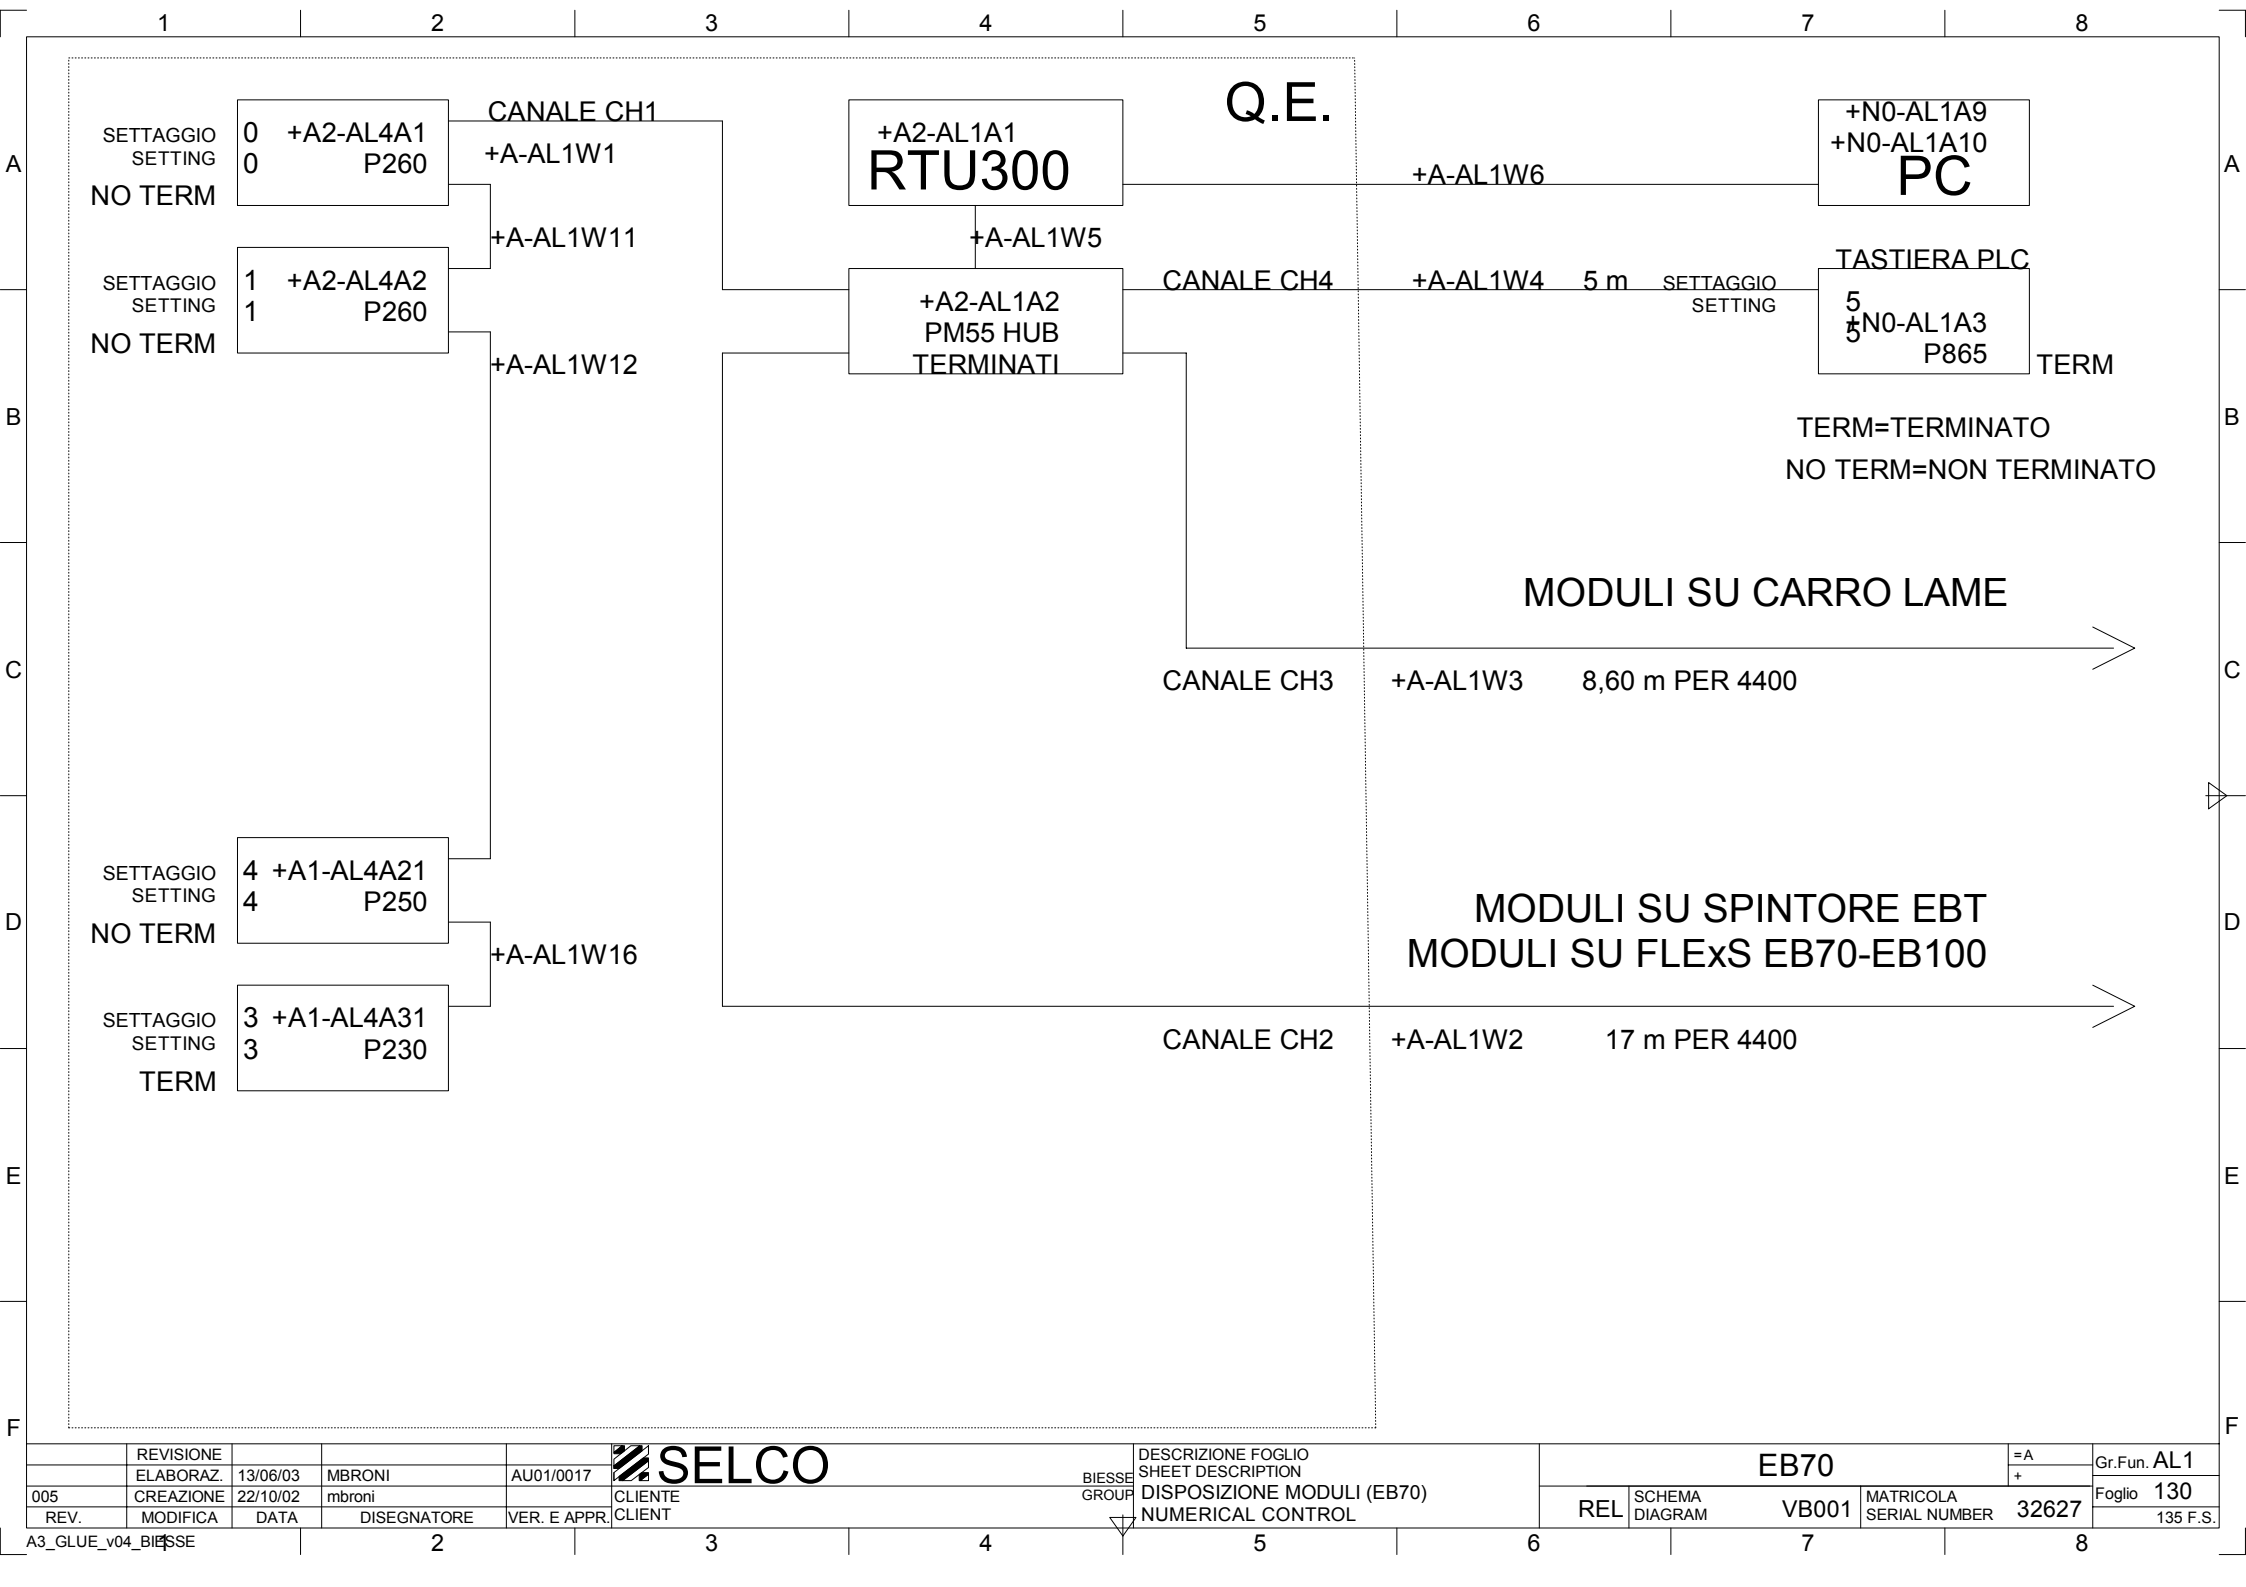 1 2 3 4 5 6 7 8
A
B
C
D
E
F
A
B
C
D
E
F
Q.E.
SETTAGGIO
SETTING
NO TERM
0 +A2-AL4A1
0 P260
CANALE CH1
+A-AL1W1
+A-AL1W11
SETTAGGIO
SETTING
NO TERM
1 +A2-AL4A2
1 P260
+A-AL1W12
+A2-AL1A1
RTU300
+A-AL1W5
+A2-AL1A2
PM55 HUB
TERMINATI
+A-AL1W6
+N0-AL1A9
+N0-AL1A10
PC
CANALE CH4 +A-AL1W4 5 m
SETTAGGIO
SETTING
TASTIERA PLC
5
5
+N0-AL1A3
P865
TERM
TERM=TERMINATO
NO TERM=NON TERMINATO
MODULI SU CARRO LAME
CANALE CH3 +A-AL1W3 8,60 m PER 4400
SETTAGGIO
SETTING
NO TERM
4 +A1-AL4A21
4 P250
+A-AL1W16
SETTAGGIO
SETTING
TERM
3 +A1-AL4A31
3 P230
MODULI SU SPINTORE EBT
MODULI SU FLExS EB70-EB100
CANALE CH2 +A-AL1W2 17 m PER 4400
REVISIONE
ELABORAZ. 13/06/03 MBRONI AU01/0017
005 CREAZIONE 22/10/02 mbroni
REV. MODIFICA DATA DISEGNATORE VER. E APPR.
SELCO
BIESSE
GROUP
CLIENTE
CLIENT
DESCRIZIONE FOGLIO
SHEET DESCRIPTION
DISPOSIZIONE MODULI (EB70)
NUMERICAL CONTROL
EB70
REL
SCHEMA
DIAGRAM
VB001
MATRICOLA
SERIAL NUMBER
32627
=A
+
Gr.Fun. AL1
Foglio 130
135 F.S.
A3_GLUE_v04_BIESSE
1 2 3 4 5 6 7 8